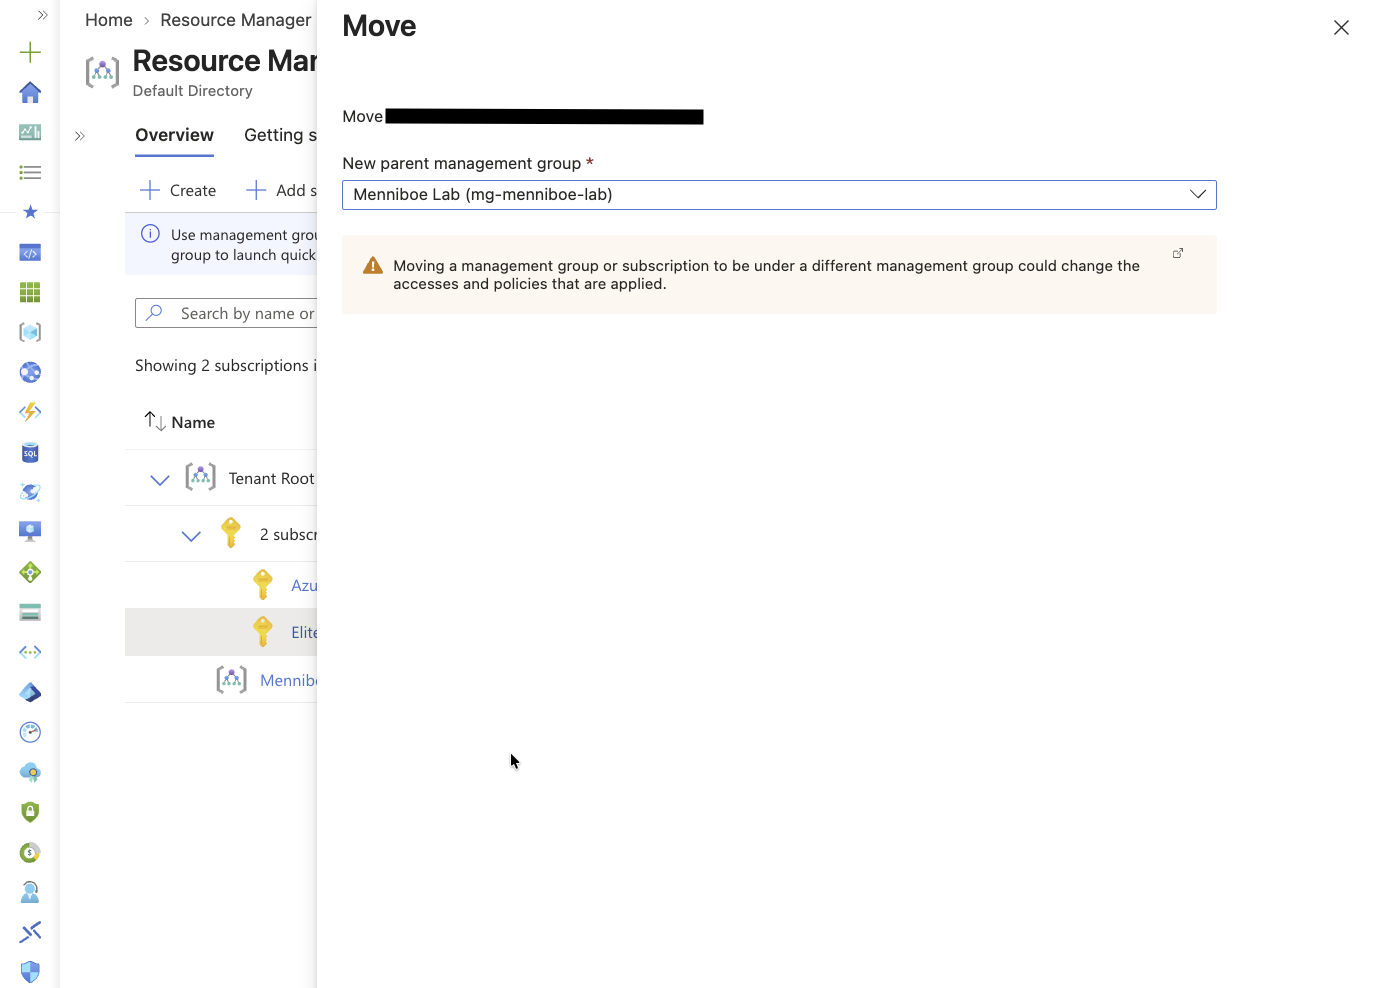 Home > Resource Manager
Resource Mar
Default Directory
Overview Getting s
Create Add s
Use management grou
group to launch quick
Search by name or
Showing 2 subscriptions i
Name
Tenant Root
2 subscr
Azu
Elite
Mennibo
SQL
Move
Move
New parent management group *
Menniboe Lab (mg-menniboe-lab)
Moving a management group or subscription to be under a different management group could change the
accesses and policies that are applied.